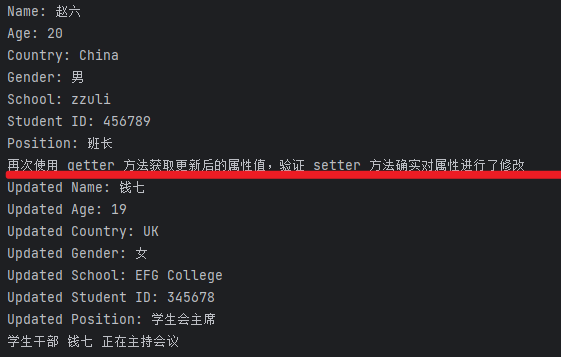 Name: 赵六
Age: 20
Country: China
Gender: 男
School: zzuli
Student ID: 456789
Position: 班长
再次使用 getter 方法获取更新后的属性值，验证 setter 方法确实对属性进行了修改
Updated Name: 钱七
Updated Age: 19
Updated Country: UK
Updated Gender: 女
Updated School: EFG College
Updated Student ID: 345678
Updated Position: 学生会主席
学生干部 钱七 正在主持会议